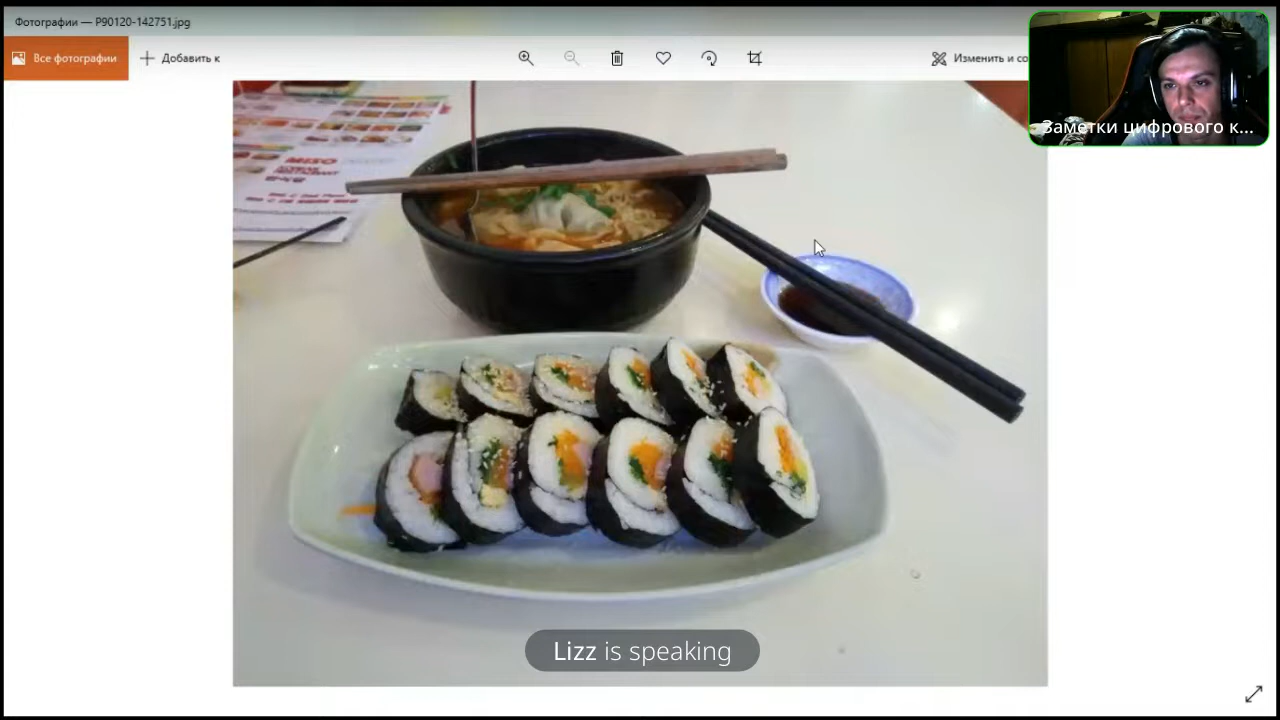 Фотографии — P90120-142751.jpg
Все фотографии
Добавить к
Изменить и со
Заметки цифрового к...
MISO
Lizz is speaking